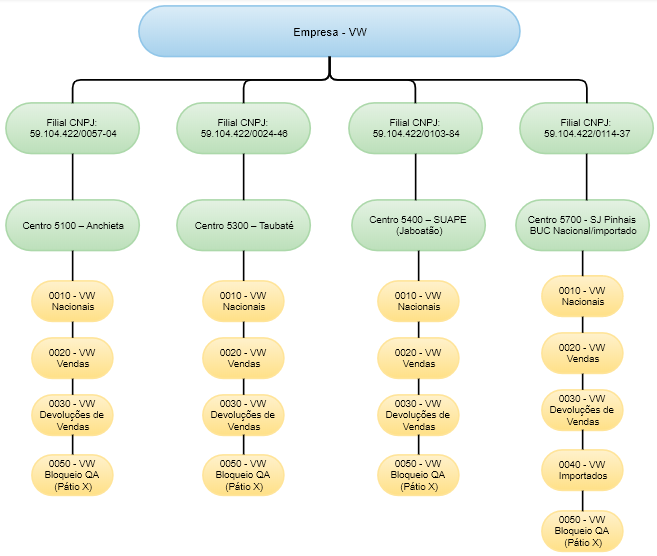 Empresa - VW
Filial CNPJ:
59.104.422/0057-04
Filial CNPJ:
59.104.422/0024-46
Filial CNPJ:
59.104.422/0103-84
Filial CNPJ:
59.104.422/0114-37
Centro 5100 – Anchieta
Centro 5300 – Taubaté
Centro 5400 – SUAPE
(Jaboatão)
Centro 5700 - SJ Pinhais
BUC Nacional/importado
0010 - VW
Nacionais
0020 - VW
Vendas
0030 - VW
Devoluções de
Vendas
0050 - VW
Bloqueio QA
(Pátio X)
0010 - VW
Nacionais
0020 - VW
Vendas
0030 - VW
Devoluções de
Vendas
0050 - VW
Bloqueio QA
(Pátio X)
0010 - VW
Nacionais
0020 - VW
Vendas
0030 - VW
Devoluções de
Vendas
0050 - VW
Bloqueio QA
(Pátio X)
0010 - VW
Nacionais
0020 - VW
Vendas
0030 - VW
Devoluções de
Vendas
0040 - VW
Importados
0050 - VW
Bloqueio QA
(Pátio X)